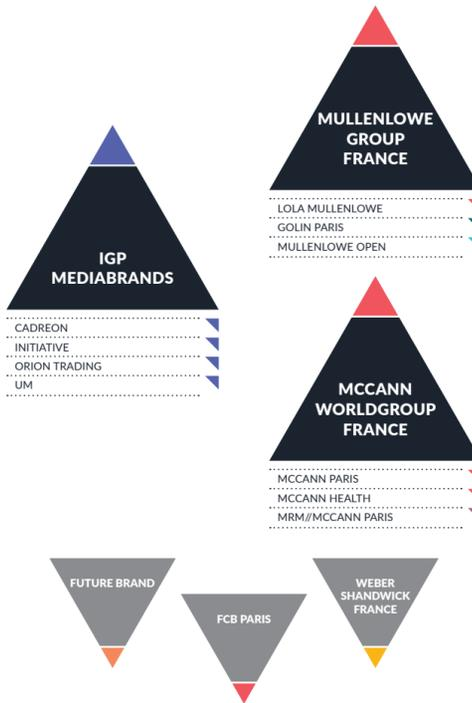 MULLENLOWE
GROUP
FRANCE
LOLA MULLENLOWE
GOLIN PARIS
MULLENLOWE OPEN
IGP
MEDIABRANDS
CADREON
INITIATIVE
ORION TRADING
UM
MCCANN
WORLDGROUP
FRANCE
MCCANN PARIS
MCCANN HEALTH
MRM//MCCANN PARIS
FUTURE BRAND
FCB PARIS
WEBER
SHANDWICK
FRANCE